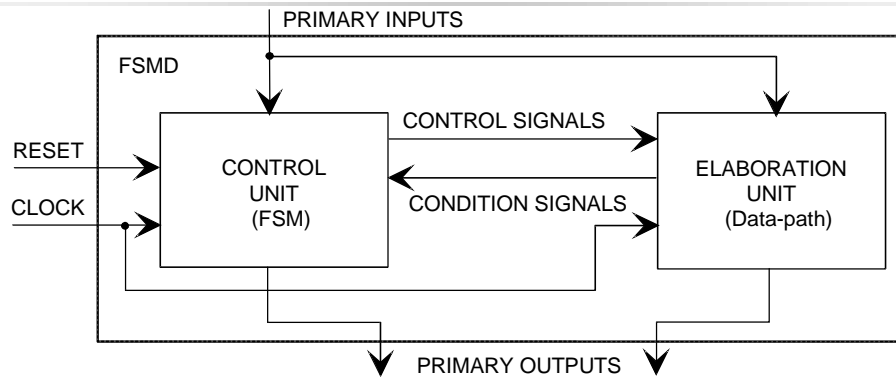 PRIMARY INPUTS
FSMD
CONTROL SIGNALS
RESET
CONTROL
UNIT
(FSM)
ELABORATION
UNIT
(Data-path)
CLOCK
CONDITION SIGNALS
PRIMARY OUTPUTS